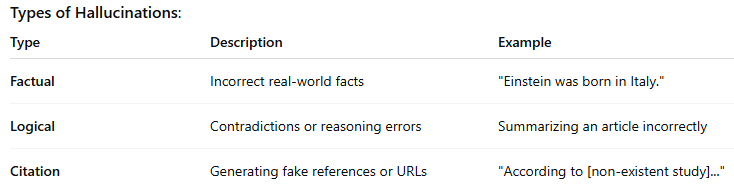 Types of Hallucinations:
Type Description Example
Factual Incorrect real-world facts "Einstein was born in Italy."
Logical Contradictions or reasoning errors Summarizing an article incorrectly
Citation Generating fake references or URLs "According to [non-existent study]..."